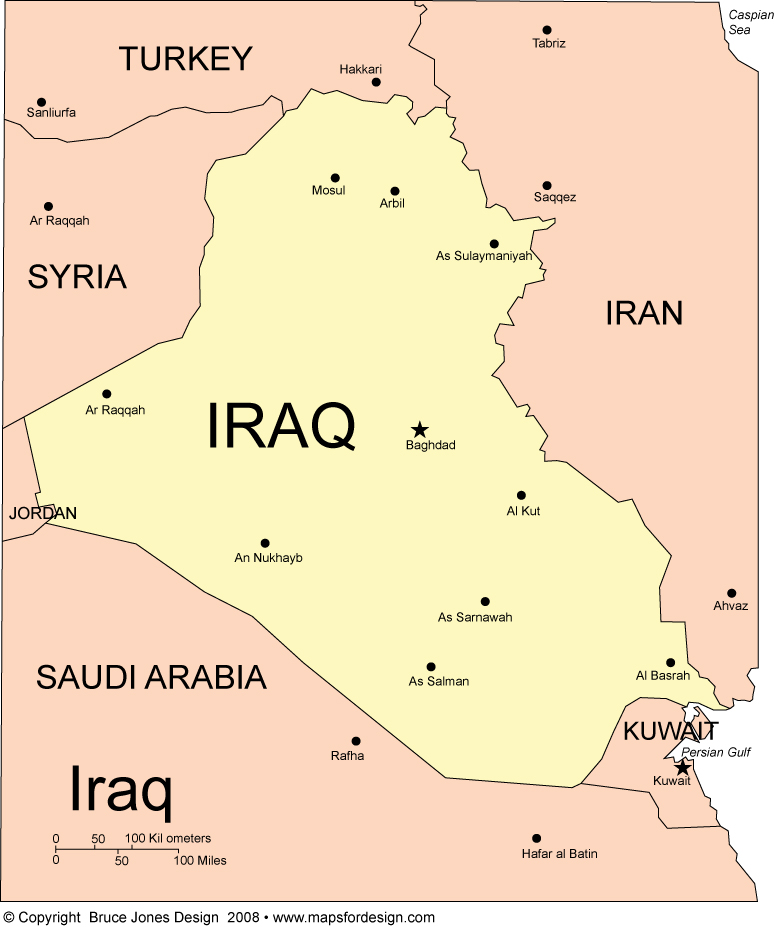 Caspian
Sea
Tabriz
TURKEY
Hakkari
Sanliurfa
Mosul
Arbil
Saqqez
Ar Raqqah
As Sulaymaniyah
SYRIA
IRAN
Ar Raqqah
IRAQ
Baghdad
Al Kut
JORDAN
An Nukhayb
Ahvaz
As Sarnawah
SAUDI ARABIA
As Salman
Al Basrah
KUWAIT
Rafha
Persian Gulf
Kuwait
Iraq
0 50 100 Kil ometers
0 50 100 Miles
Hafar al Batin
© Copyright Bruce Jones Design 2008 • www.mapsfordesign.com